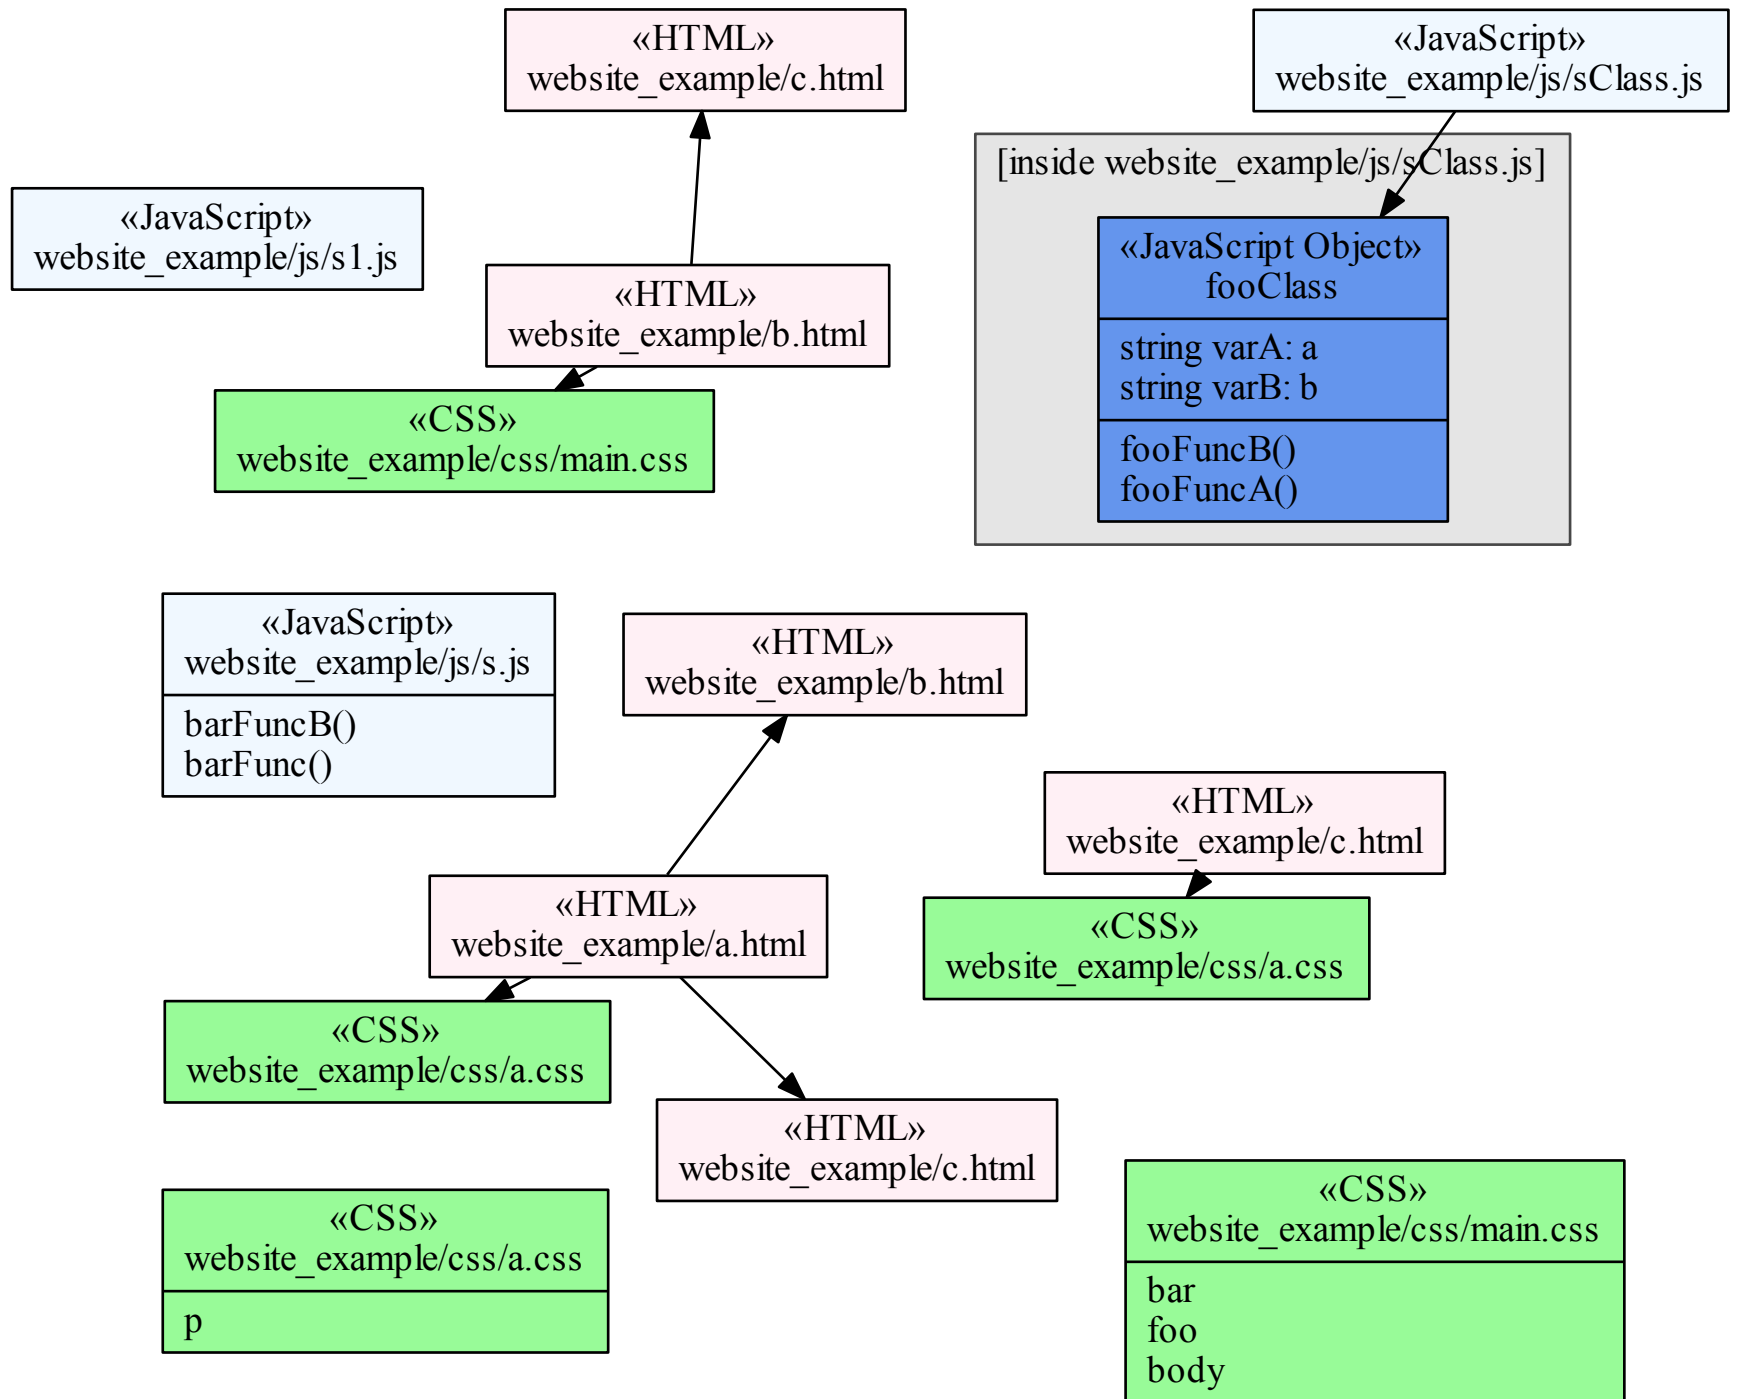 «HTML»
website_example/c.html
«JavaScript»
website_example/js/sClass.js
[inside website_example/js/sClass.js]
«JavaScript»
website_example/js/s1.js
«HTML»
website_example/b.html
«JavaScript Object»
fooClass
string varA: a
string varB: b
fooFuncB()
fooFuncA()
«CSS»
website_example/css/main.css
«JavaScript»
website_example/js/s.js
barFuncB()
barFunc()
«HTML»
website_example/b.html
«HTML»
website_example/c.html
«HTML»
website_example/a.html
«CSS»
website_example/css/a.css
«CSS»
website_example/css/a.css
«HTML»
website_example/c.html
«CSS»
website_example/css/a.css
p
«CSS»
website_example/css/main.css
bar
foo
body